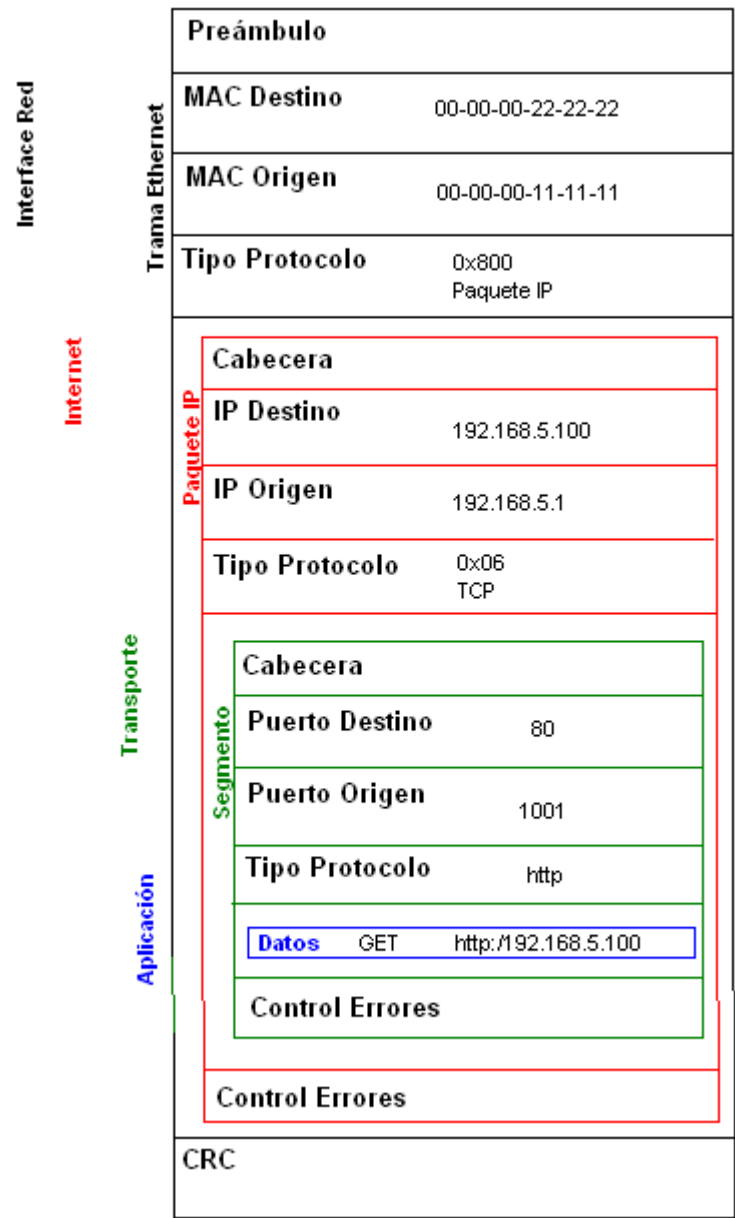 Preámbulo
Interface Red
Trama Ethernet
MAC Destino 00-00-00-22-22-22
MAC Origen 00-00-00-11-11-11
Tipo Protocolo 0x800
Paquete IP
Internet
Paquete IP
Cabecera
IP Destino 192.168.5.100
IP Origen 192.168.5.1
Tipo Protocolo 0x06
TCP
Transporte
Segmento
Cabecera
Puerto Destino 80
Puerto Origen 1001
Tipo Protocolo http
Aplicación
Datos GET http:/192.168.5.100
Control Errores
Control Errores
CRC